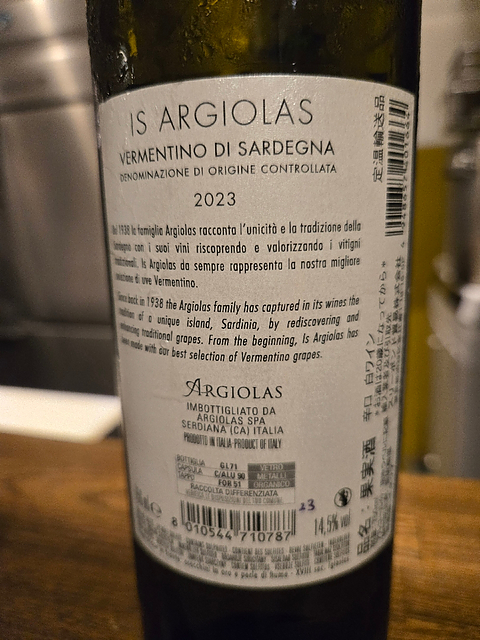 IS ARGIOLAS
VERMENTINO DI SARDEGNA
DENOMINAZIONE DI ORIGINE CONTROLLATA
2023
1938 la famiglia Argiolas racconta l'unicità e la tradizione della
Sardegna con i suoi vini riscoprendo e valorizzando i vitigni
tradizionali. Is Argiolas da sempre rappresenta la nostra migliore
selezione di uve Vermentino.
Since back in 1938 the Argiolas family has captured in its wines the
tradition of a unique island, Sardinia, by rediscovering and
enhancing traditional grapes. From the beginning, Is Argiolas has
been made with our best selection of Vermentino grapes.
ARGIOLAS
IMBOTTIGLIATO DA
ARGIOLAS SPA
SERDIANA (CA) ITALIA
PRODOTTO IN ITALIA-PRODUCT OF ITALY
BOTTIGLIA GL71 VETRO
CAPSULA C/ALU 90 METALLI
TAPPO FOR 51 ORGANICO
RACCOLTA DIFFERENZIATA
23
8 010544 710787
14,5% vol
定温輸送品
品名:果実酒
辛口 白ワイン